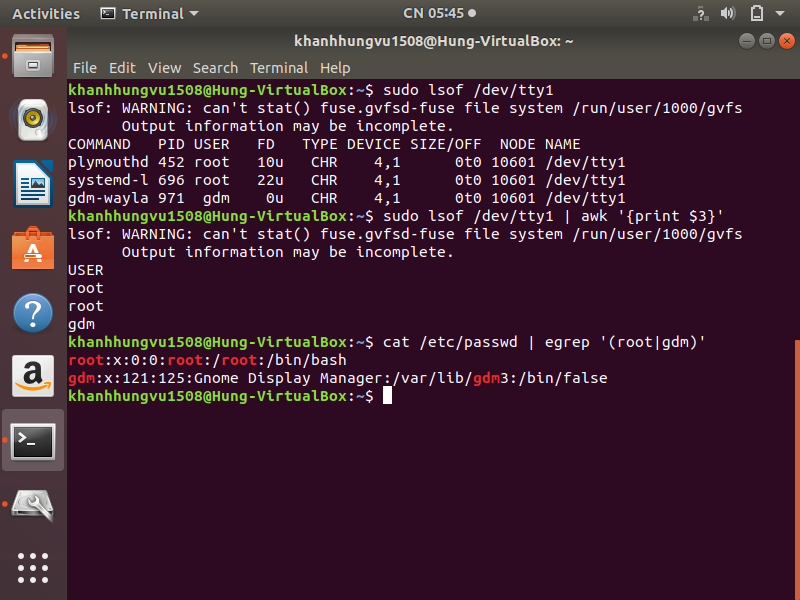 Activities Terminal CN 05:45
khanhhungvu1508@Hung-VirtualBox: ~
File Edit View Search Terminal Help
khanhhungvu1508@Hung-VirtualBox:~$ sudo lsof /dev/tty1
lsof: WARNING: can't stat() fuse.gvfsd-fuse file system /run/user/1000/gvfs
      Output information may be incomplete.
COMMAND   PID USER   FD   TYPE DEVICE SIZE/OFF  NODE NAME
plymouthd 452 root   10u   CHR    4,1      0t0 10601 /dev/tty1
systemd-l 696 root   22u   CHR    4,1      0t0 10601 /dev/tty1
gdm-wayla 971  gdm    0u   CHR    4,1      0t0 10601 /dev/tty1
khanhhungvu1508@Hung-VirtualBox:~$ sudo lsof /dev/tty1 | awk '{print $3}'
lsof: WARNING: can't stat() fuse.gvfsd-fuse file system /run/user/1000/gvfs
      Output information may be incomplete.
USER
root
root
gdm
khanhhungvu1508@Hung-VirtualBox:~$ cat /etc/passwd | egrep '(root|gdm)'
root:x:0:0:root:/root:/bin/bash
gdm:x:121:125:Gnome Display Manager:/var/lib/gdm3:/bin/false
khanhhungvu1508@Hung-VirtualBox:~$